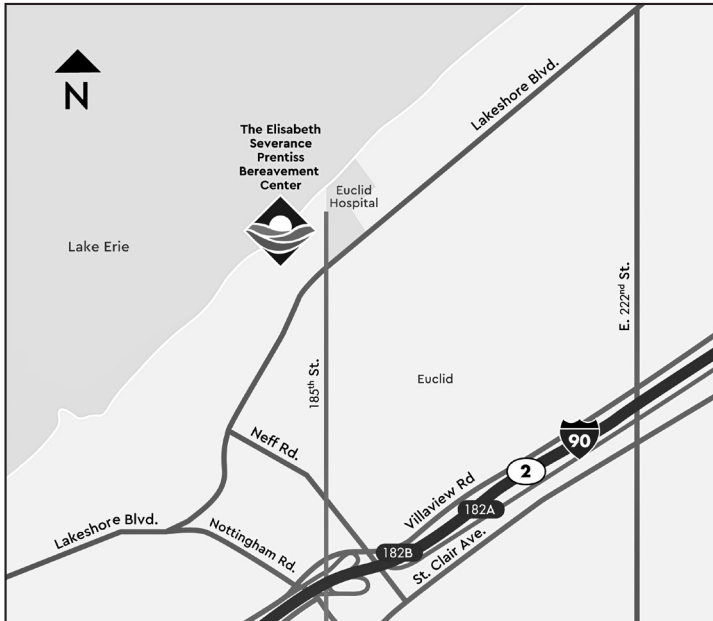 N
The Elisabeth
Severance
Prentiss
Bereavement
Center
Euclid
Hospital
Lakeshore Blvd.
Lake Erie
E. 222nd St.
185th St.
Euclid
Neff Rd.
90
2
Villaview Rd
182A
Lakeshore Blvd.
Nottingham Rd.
182B
St. Clair Ave.